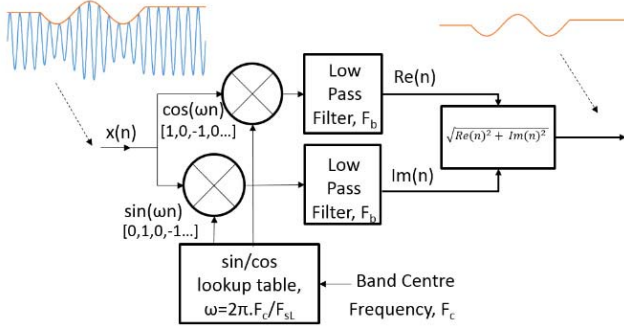 x(n)
cos(ωn)
[1,0,-1,0...]
sin(ωn)
[0,1,0,-1...]
Low
Pass
Filter, F_b
Re(n)
Low
Pass
Filter, F_b
Im(n)
√Re(n)² + Im(n)²
sin/cos
lookup table,
ω=2π.F_c/F_sL
Band Centre
Frequency, F_c